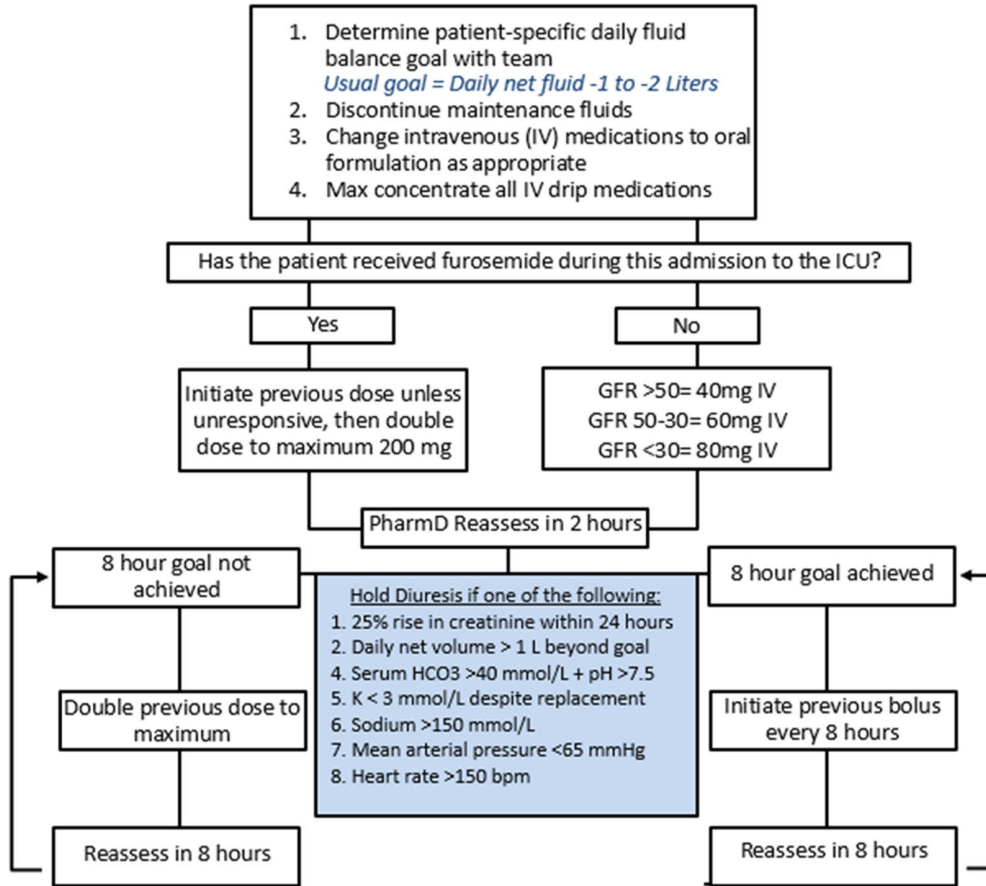 1. Determine patient-specific daily fluid
balance goal with team
Usual goal = Daily net fluid -1 to -2 Liters
2. Discontinue maintenance fluids
3. Change intravenous (IV) medications to oral
formulation as appropriate
4. Max concentrate all IV drip medications
Has the patient received furosemide during this admission to the ICU?
Yes
No
Initiate previous dose unless
unresponsive, then double
dose to maximum 200 mg
GFR >50= 40mg IV
GFR 50-30= 60mg IV
GFR <30= 80mg IV
PharmD Reassess in 2 hours
8 hour goal not
achieved
8 hour goal achieved
Hold Diuresis if one of the following:
1. 25% rise in creatinine within 24 hours
2. Daily net volume > 1 L beyond goal
4. Serum HCO3 >40 mmol/L + pH >7.5
5. K < 3 mmol/L despite replacement
6. Sodium >150 mmol/L
7. Mean arterial pressure <65 mmHg
8. Heart rate >150 bpm
Double previous dose to
maximum
Initiate previous bolus
every 8 hours
Reassess in 8 hours
Reassess in 8 hours